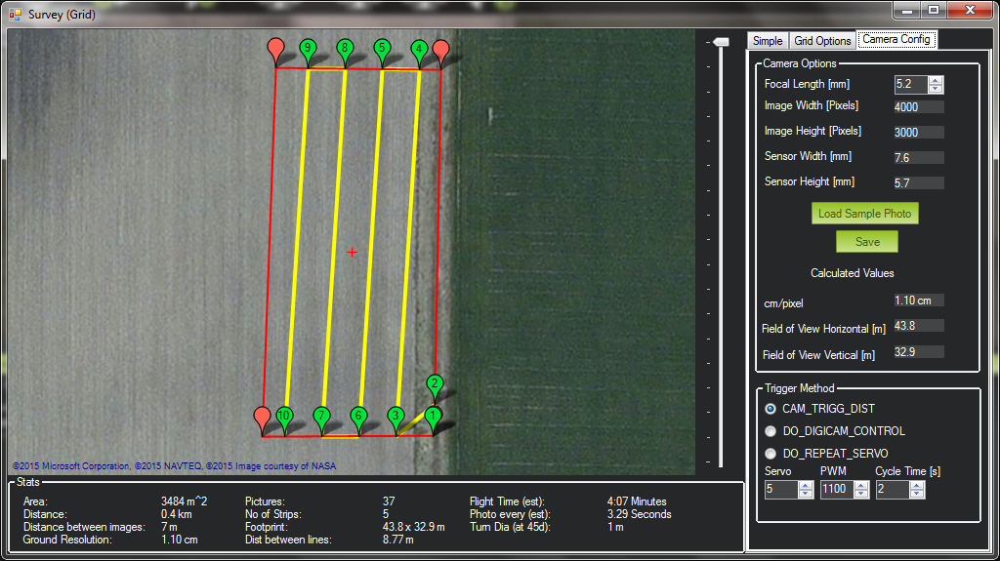 Survey (Grid)
Simple Grid Options Camera Config
9 8 5 4
2
10 7 6 3 1
©2015 Microsoft Corporation, ©2015 NAVTEQ, ©2015 Image courtesy of NASA
Camera Options
Focal Length [mm] 5.2
Image Width [Pixels] 4000
Image Height [Pixels] 3000
Sensor Width [mm] 7.6
Sensor Height [mm] 5.7
Load Sample Photo
Save
Calculated Values
cm/pixel 1.10 cm
Field of View Horizontal [m] 43.8
Field of View Vertical [m] 32.9
Trigger Method
CAM_TRIGG_DIST
DO_DIGICAM_CONTROL
DO_REPEAT_SERVO
Servo PWM Cycle Time [s]
5 1100 2
Stats
Area: 3484 m^2 Pictures: 37 Flight Time (est): 4:07 Minutes
Distance: 0.4 km No of Strips: 5 Photo every (est): 3.29 Seconds
Distance between images: 7 m Footprint: 43.8 x 32.9 m Turn Dia (at 45d): 1 m
Ground Resolution: 1.10 cm Dist between lines: 8.77 m